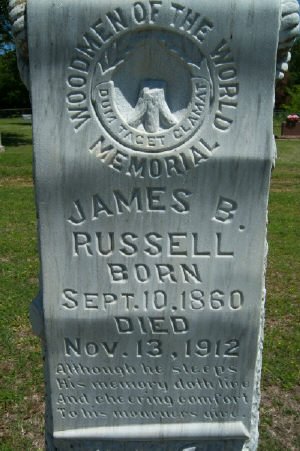 WOODMEN OF THE WORLD
DUM TACET CLAMAT
MEMORIAL
JAMES B.
RUSSELL
BORN
SEPT. 10, 1860
DIED
NOV. 13, 1912
Although he sleeps
His memory doth live
And cheering comfort
To his mourners give.